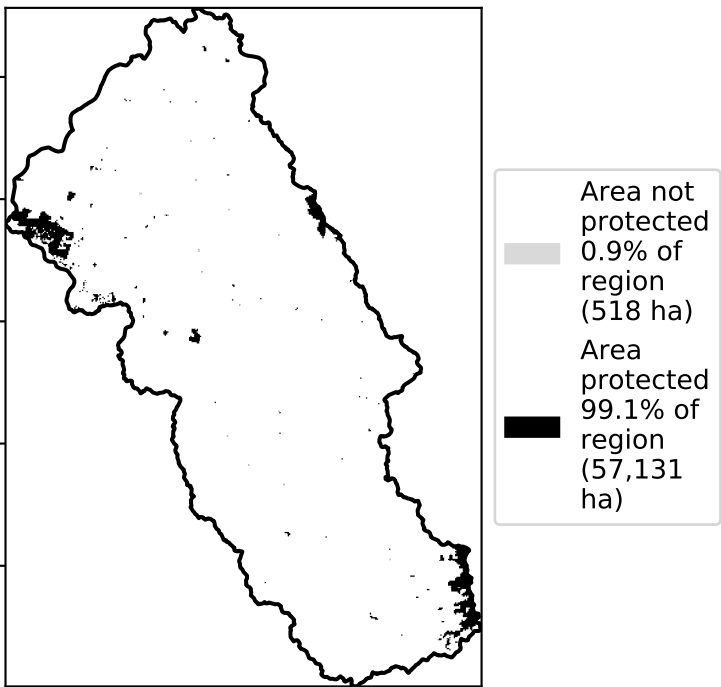 Area not
protected
0.9% of
region
(518 ha)
Area
protected
99.1% of
region
(57,131
ha)